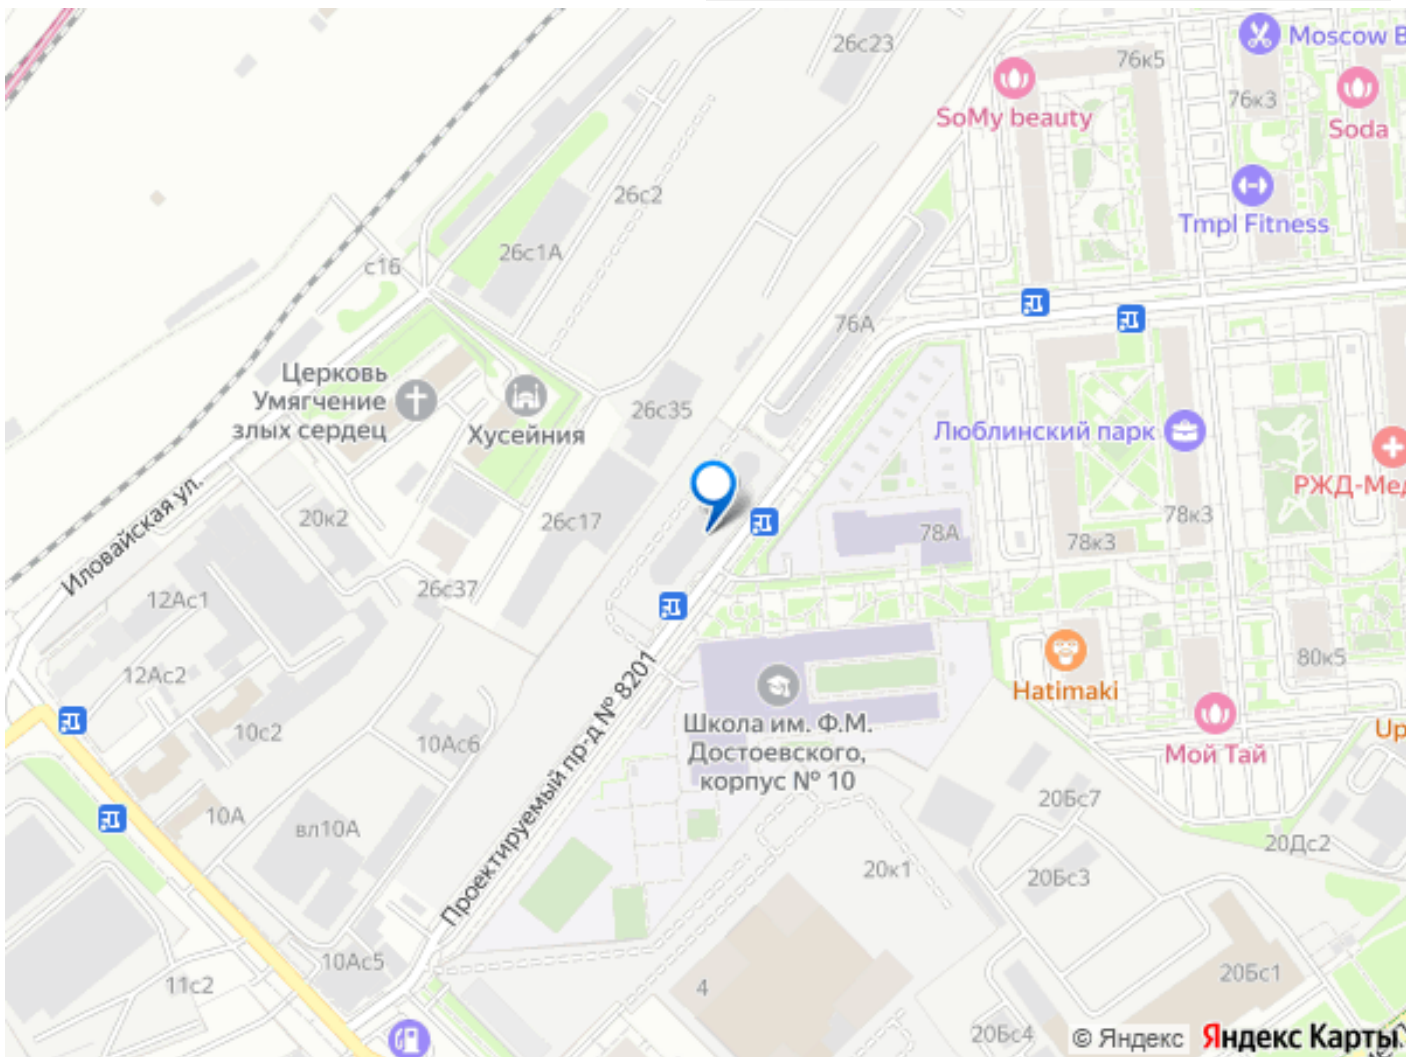 26с23
Moscow B
76к5
76к3
SoMy beauty
Soda
26с2
Tmpl Fitness
26с1А
с16
76А
Церковь
Умягчение
злых сердец
Хусейния
26с35
Люблинский парк
РЖД-Мед
Иловайская ул.
20к2
26с17
78А
78к3
78к3
26с37
12Ас1
12Ас2
10с2
10Ас6
Проектируемый пр-д № 8201
Школа им. Ф.М.
Достоевского,
корпус № 10
Hatimaki
80к5
Мой Тай
Up
10А
вл10А
20Бс7
20Дс2
20к1
20Бс3
10Ас5
11с2
4
20Бс1
20Бс4
© Яндекс Яндекс Карты